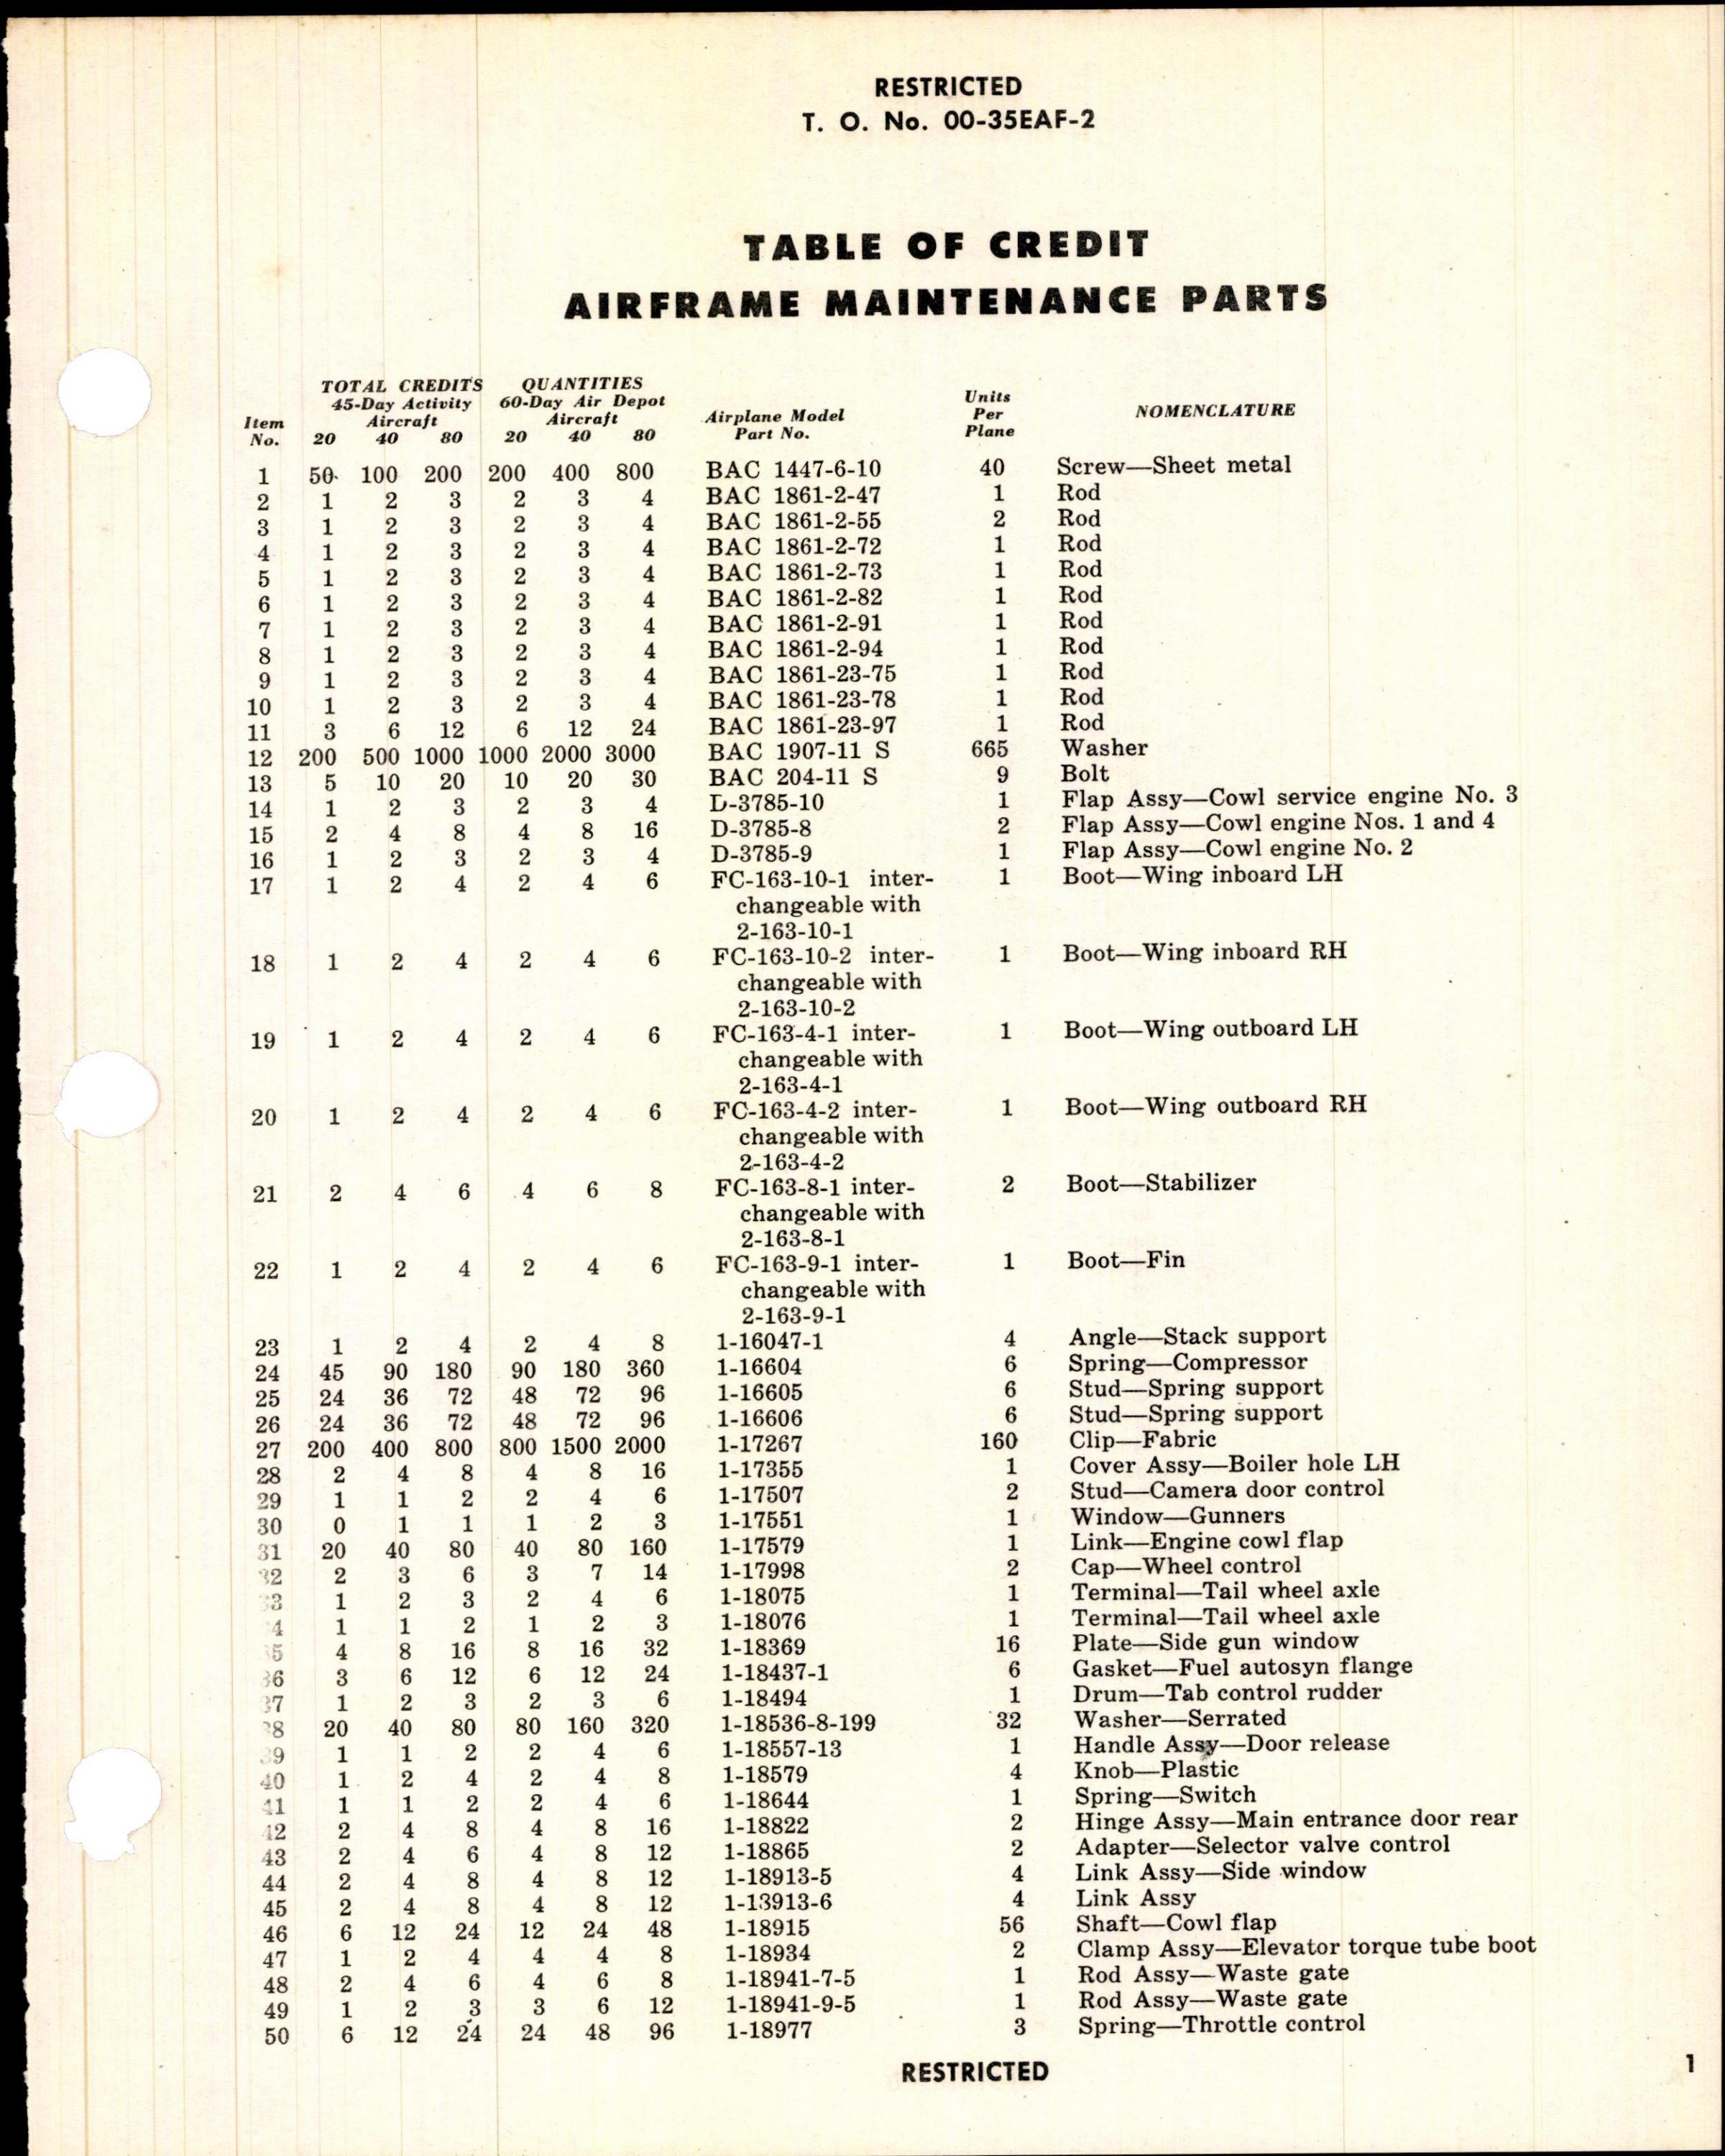 RESTRICTED
T. O. No. 00-35EAF-2
TABLE OF CREDIT
AIRFRAME MAINTENANCE PARTS
TOTAL CREDITS QUANTITIES
45-Day Activity 60-Day Air Depot
Item No. Aircraft Aircraft Airplane Model Part No. Units Per Plane NOMENCLATURE
20 40 80 20 40 80
1 50 100 200 200 400 800 BAC 1447-6-10 40 Screw—Sheet metal
2 1 2 3 2 3 4 BAC 1861-2-47 1 Rod
3 1 2 3 2 3 4 BAC 1861-2-55 2 Rod
4 1 2 3 2 3 4 BAC 1861-2-72 1 Rod
5 1 2 3 2 3 4 BAC 1861-2-73 1 Rod
6 1 2 3 2 3 4 BAC 1861-2-82 1 Rod
7 1 2 3 2 3 4 BAC 1861-2-91 1 Rod
8 1 2 3 2 3 4 BAC 1861-2-94 1 Rod
9 1 2 3 2 3 4 BAC 1861-23-75 1 Rod
10 1 2 3 2 3 4 BAC 1861-23-78 1 Rod
11 3 6 12 6 12 24 BAC 1861-23-97 1 Rod
12 200 500 1000 1000 2000 3000 BAC 1907-11 S 665 Washer
13 5 10 20 10 20 30 BAC 204-11 S 9 Bolt
14 1 2 3 2 3 4 D-3785-10 1 Flap Assy—Cowl service engine No. 3
15 2 4 8 4 8 16 D-3785-8 2 Flap Assy—Cowl engine Nos. 1 and 4
16 1 2 3 2 3 4 D-3785-9 1 Flap Assy—Cowl engine No. 2
17 1 2 4 2 4 6 FC-163-10-1 inter- 1 Boot—Wing inboard LH
changeable with
2-163-10-1
18 1 2 4 2 4 6 FC-163-10-2 inter- 1 Boot—Wing inboard RH
changeable with
2-163-10-2
19 1 2 4 2 4 6 FC-163-4-1 inter- 1 Boot—Wing outboard LH
changeable with
2-163-4-1
20 1 2 4 2 4 6 FC-163-4-2 inter- 1 Boot—Wing outboard RH
changeable with
2-163-4-2
21 2 4 6 4 6 8 FC-163-8-1 inter- 2 Boot—Stabilizer
changeable with
2-163-8-1
22 1 2 4 2 4 6 FC-163-9-1 inter- 1 Boot—Fin
changeable with
2-163-9-1
23 1 2 4 2 4 8 1-16047-1 4 Angle—Stack support
24 45 90 180 90 180 360 1-16604 6 Spring—Compressor
25 24 36 72 48 72 96 1-16605 6 Stud—Spring support
26 24 36 72 48 72 96 1-16606 6 Stud—Spring support
27 200 400 800 800 1500 2000 1-17267 160 Clip—Fabric
28 2 4 8 4 8 16 1-17355 1 Cover Assy—Boiler hole LH
29 1 1 2 2 4 6 1-17507 2 Stud—Camera door control
30 0 1 1 1 2 3 1-17551 1 Window—Gunners
31 20 40 80 40 80 160 1-17579 1 Link—Engine cowl flap
32 2 3 6 3 7 14 1-17998 2 Cap—Wheel control
33 1 2 3 2 4 6 1-18075 1 Terminal—Tail wheel axle
34 1 1 2 1 2 3 1-18076 1 Terminal—Tail wheel axle
35 4 8 16 8 16 32 1-18369 16 Plate—Side gun window
36 3 6 12 6 12 24 1-18437-1 6 Gasket—Fuel autosyn flange
37 1 2 3 2 3 6 1-18494 1 Drum—Tab control rudder
38 20 40 80 80 160 320 1-18536-8-199 32 Washer—Serrated
39 1 1 2 2 4 6 1-18557-13 1 Handle Assy—Door release
40 1 2 4 2 4 8 1-18579 4 Knob—Plastic
41 1 1 2 2 4 6 1-18644 1 Spring—Switch
42 2 4 8 4 8 16 1-18822 2 Hinge Assy—Main entrance door rear
43 2 4 6 4 8 12 1-18865 2 Adapter—Selector valve control
44 2 4 8 4 8 12 1-18913-5 4 Link Assy—Side window
45 2 4 8 4 8 12 1-13913-6 4 Link Assy
46 6 12 24 12 24 48 1-18915 56 Shaft—Cowl flap
47 1 2 4 4 4 8 1-18934 2 Clamp Assy—Elevator torque tube boot
48 2 4 6 4 6 8 1-18941-7-5 1 Rod Assy—Waste gate
49 1 2 3 3 6 12 1-18941-9-5 1 Rod Assy—Waste gate
50 6 12 24 24 48 96 1-18977 3 Spring—Throttle control
RESTRICTED
1